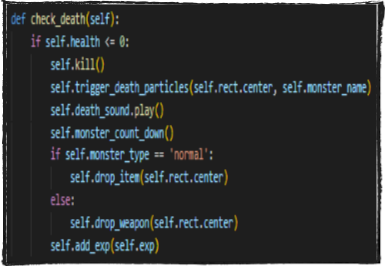 def check_death(self):
    if self.health <= 0:
        self.kill()
        self.trigger_death_particles(self.rect.center, self.monster_name)
        self.death_sound.play()
        self.monster_count_down()
        if self.monster_type == 'normal':
            self.drop_item(self.rect.center)
        else:
            self.drop_weapon(self.rect.center)
        self.add_exp(self.exp)